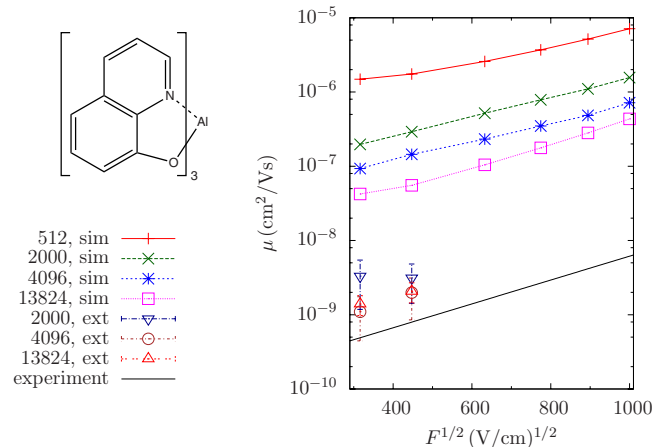 N
Al
O
3
512, sim
2000, sim
4096, sim
13824, sim
2000, ext
4096, ext
13824, ext
experiment
μ (cm²/Vs)
10⁻⁵
10⁻⁶
10⁻⁷
10⁻⁸
10⁻⁹
10⁻¹⁰
400 600 800 1000
F^{1/2} (V/cm)^{1/2}